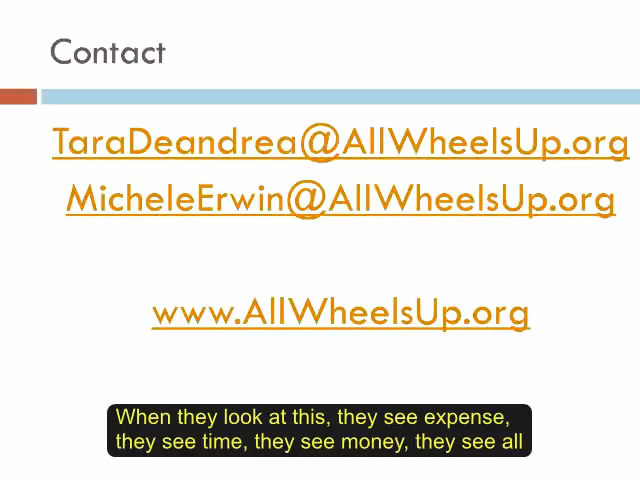 Contact
TaraDeandrea@AllWheelsUp.org
MicheleErwin@AllWheelsUp.org
www.AllWheelsUp.org
When they look at this, they see expense,
they see time, they see money, they see all